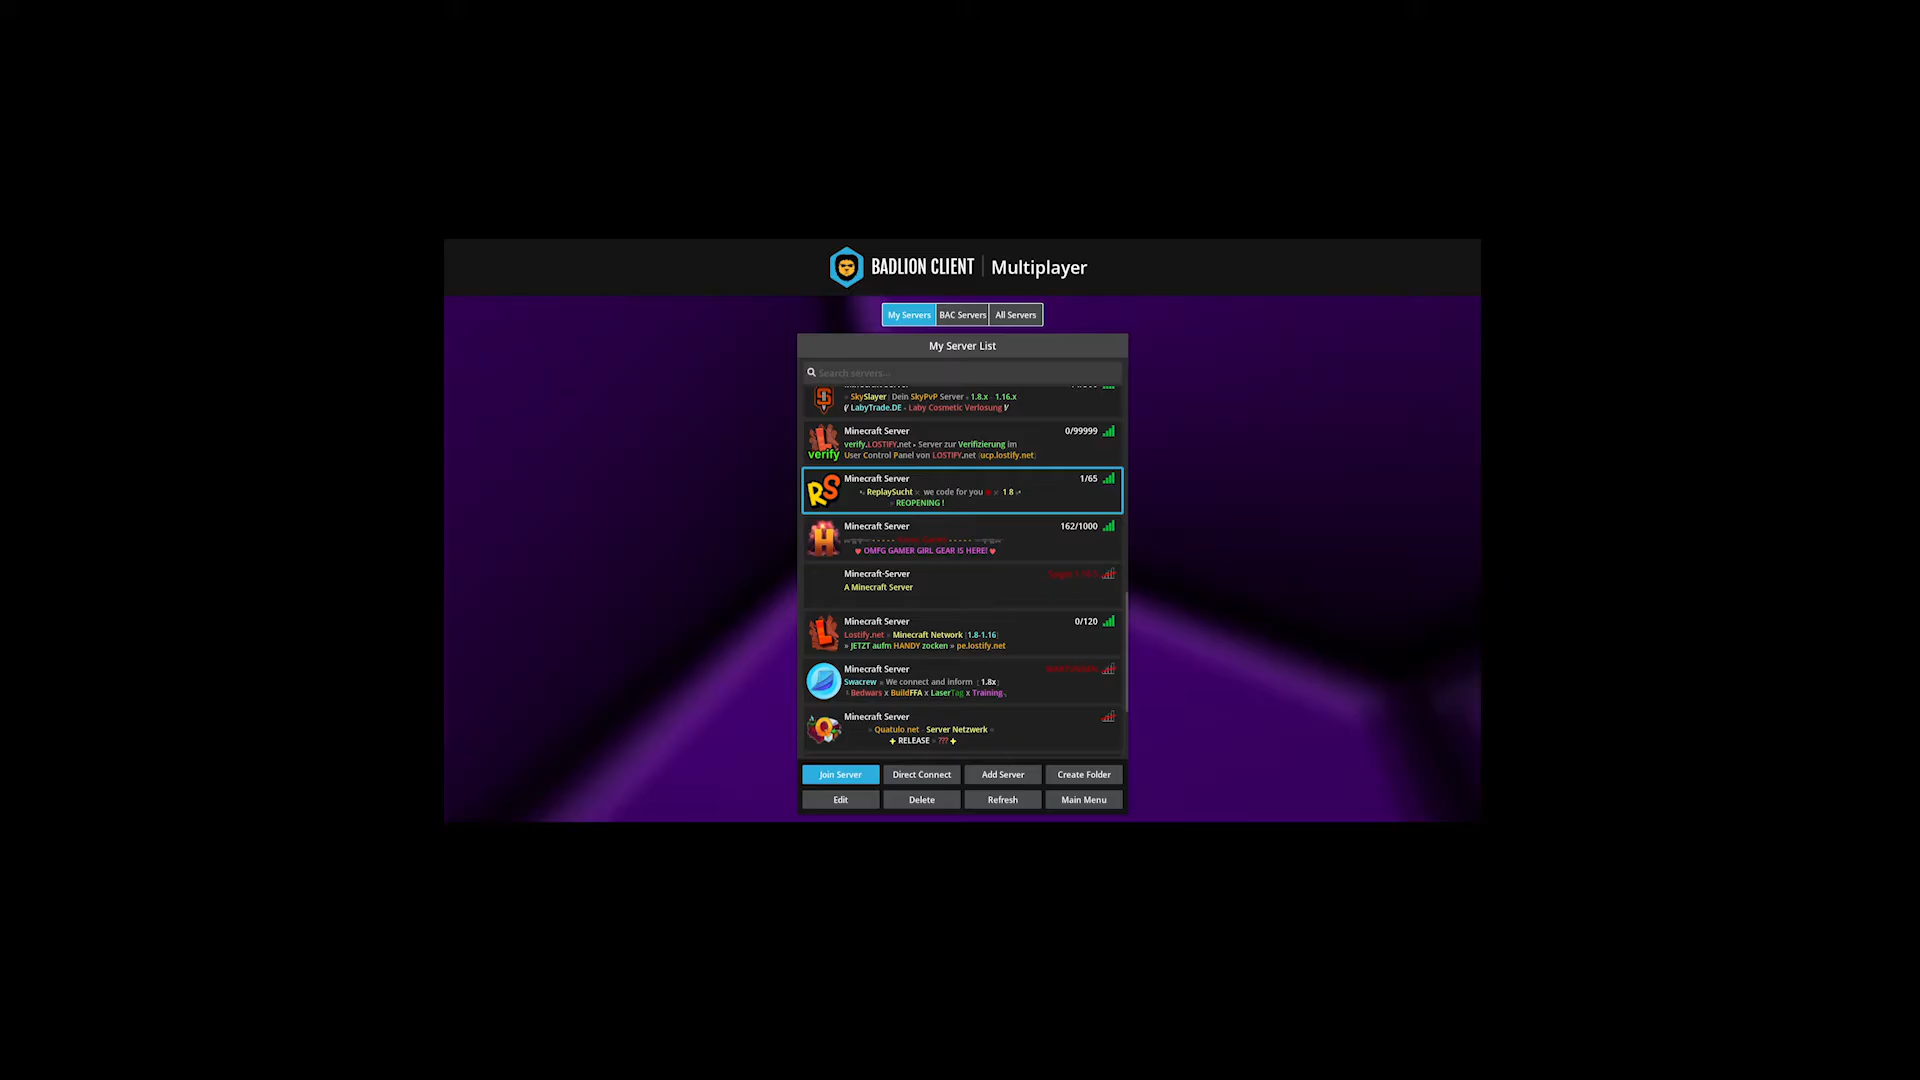 BADLION CLIENT | Multiplayer
My Servers BAC Servers All Servers
My Server List
Search servers...
SkySlayer | Dein SkyPvP Server » 1.8.x - 1.16.x
LabyTrade.DE - Laby Cosmetic Verlosung
Minecraft Server 0/99999
verify.LOSTIFY.net • Server zur Verifizierung im
User Control Panel von LOSTIFY.net (ucp.lostify.net)
verify
RS
Minecraft Server 1/65
ReplaySucht × we code for you × 1 8
» REOPENING !
H
Minecraft Server 162/1000
♥ OMFG GAMER GIRL GEAR IS HERE! ♥
Minecraft-Server
A Minecraft Server
L
Minecraft Server 0/120
Lostify.net » Minecraft Network [1.8-1.16]
» JETZT aufm HANDY zocken » pe.lostify.net
Minecraft Server
Swacrew » We connect and inform [ 1.8x]
Bedwars x BuildFFA x LaserTag x Training
Q
Minecraft Server
Quatulo.net Server Netzwerk
+ RELEASE » ??? +
Join Server Direct Connect Add Server Create Folder
Edit Delete Refresh Main Menu